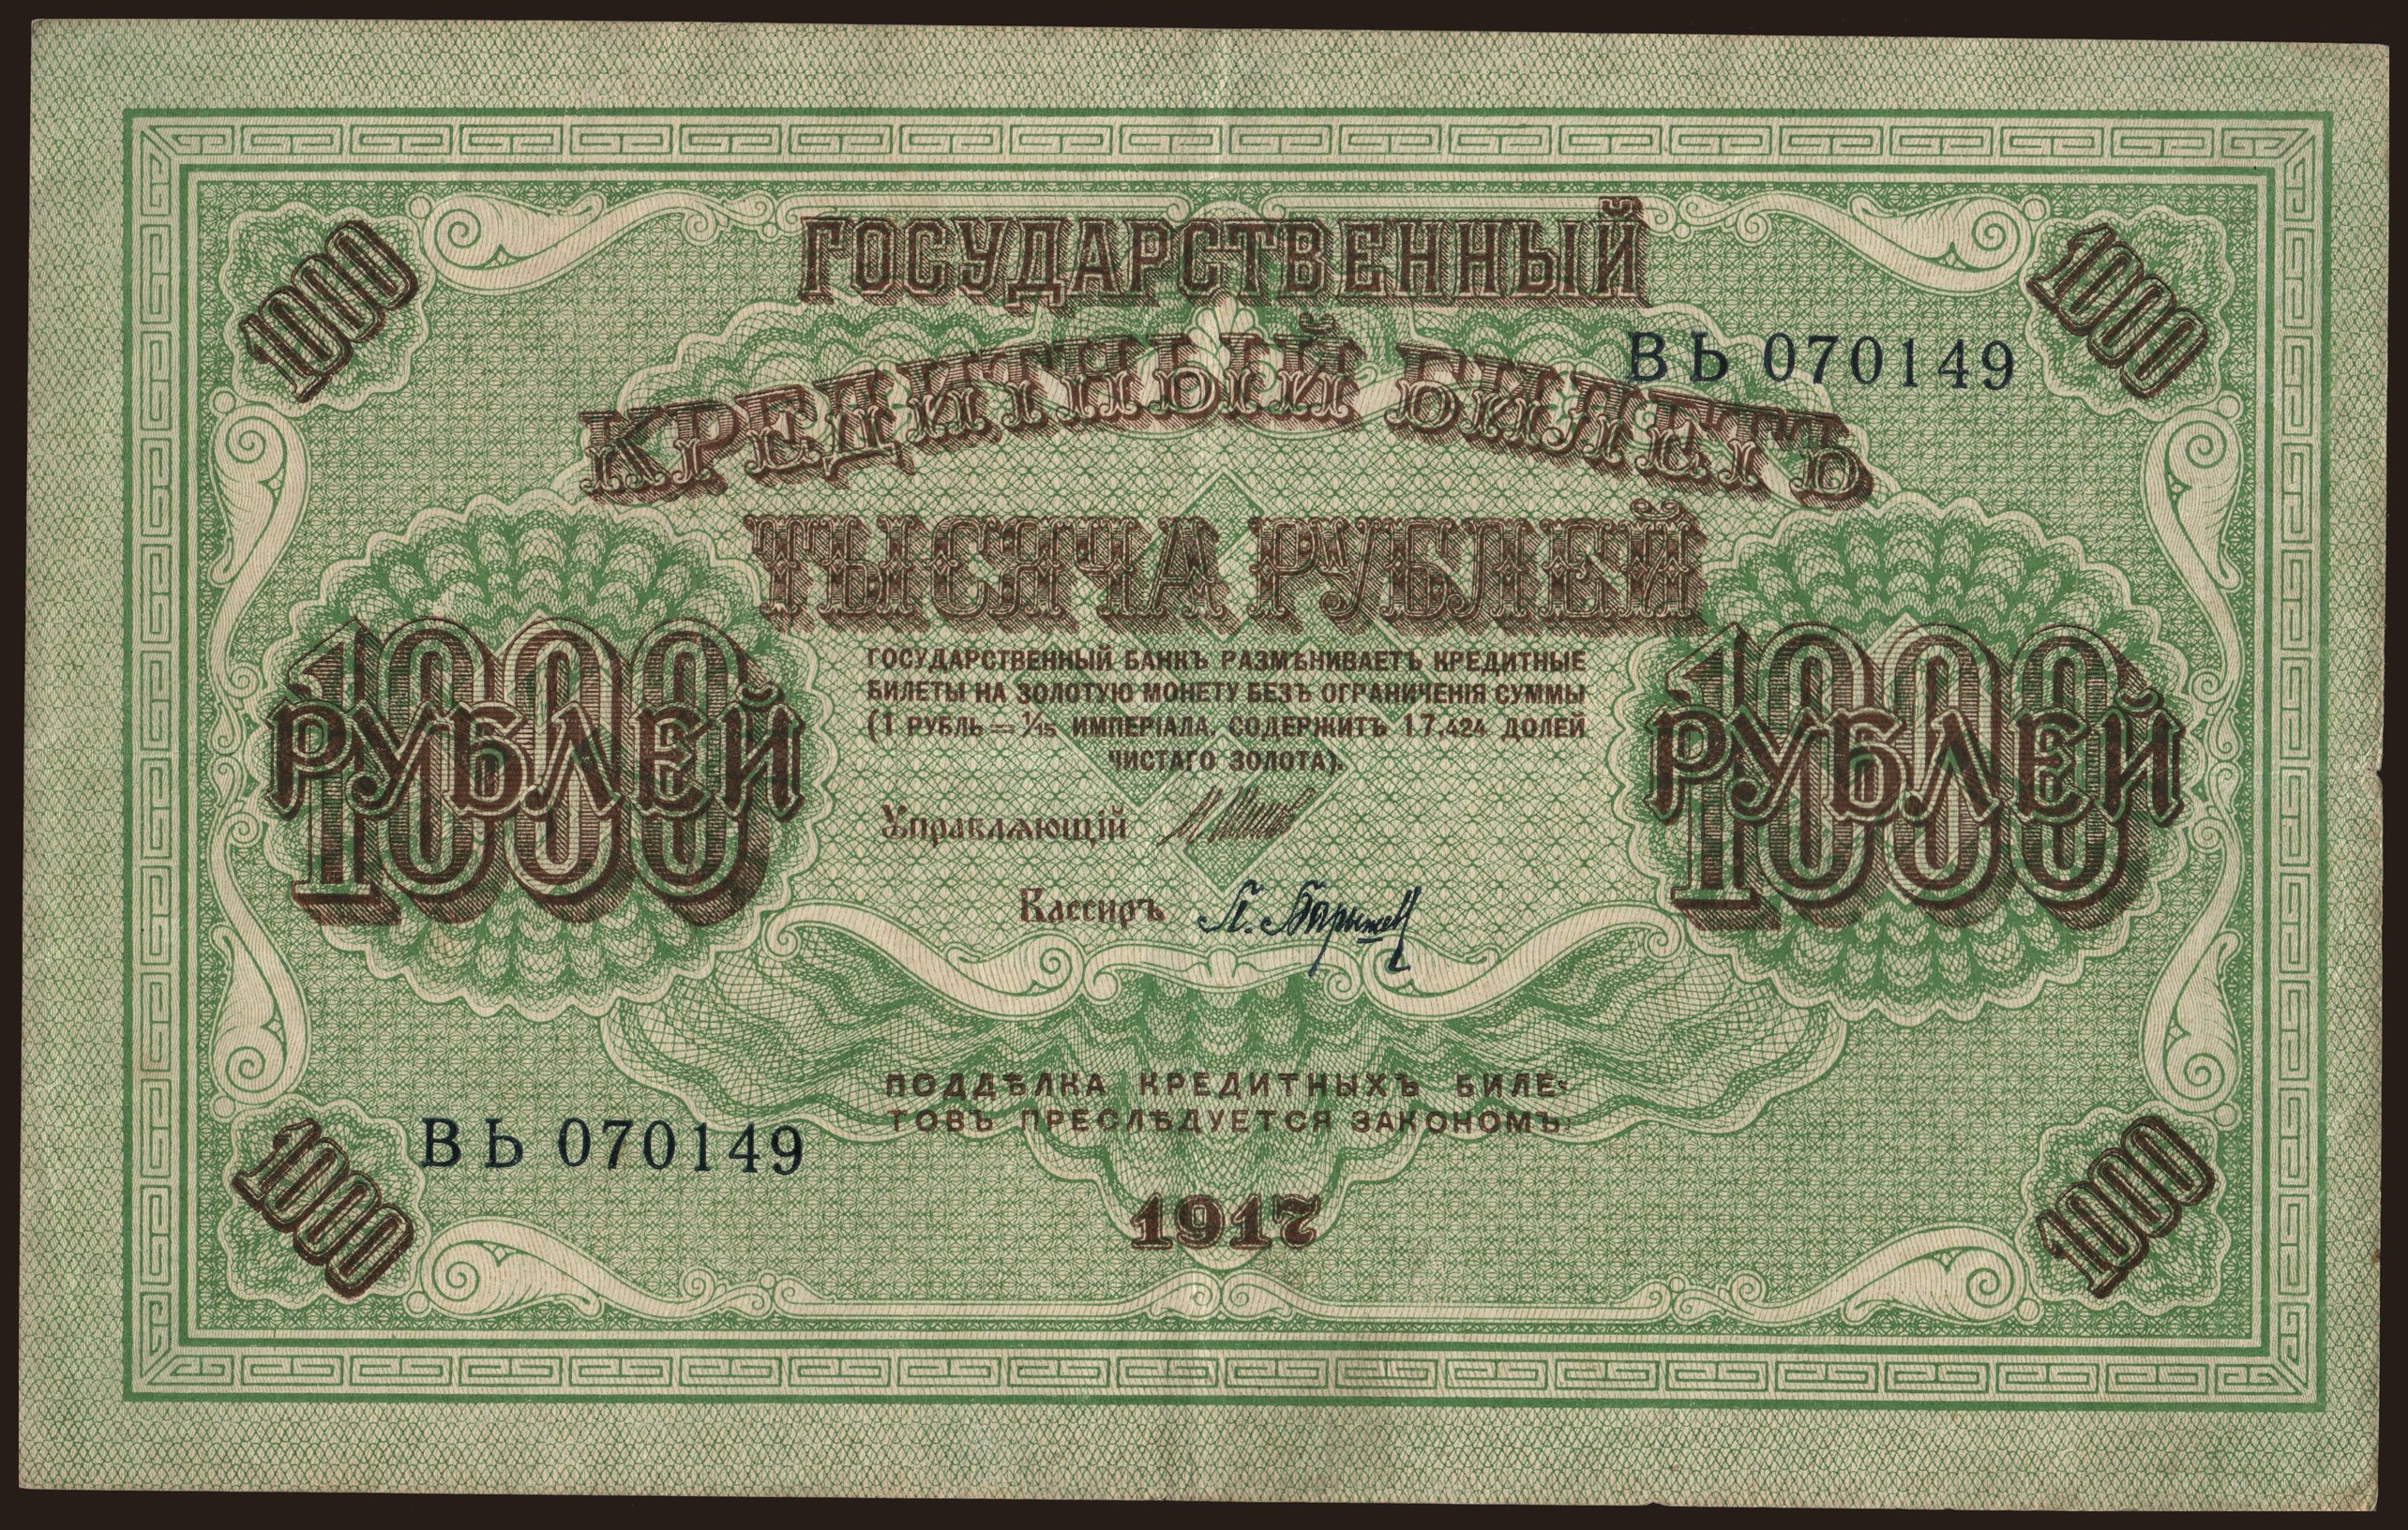 1000
ГОСУДАРСТВЕННЫЙ
1000
КРЕДИТНЫЙ БИЛЕТЪ
ВЬ 070149
ТЫСЯЧА РУБЛЕЙ
1000
РУБЛЕЙ
1000
РУБЛЕЙ
ГОСУДАРСТВЕННЫЙ БАНКЪ РАЗМѢНИВАЕТЪ КРЕДИТНЫЕ
БИЛЕТЫ НА ЗОЛОТУЮ МОНЕТУ БЕЗЪ ОГРАНИЧЕНІЯ СУММЫ
(1 РУБЛЬ = 1/15 ИМПЕРІАЛА, СОДЕРЖИТЪ 17,424 ДОЛЕЙ
ЧИСТАГО ЗОЛОТА).
Управляющій
Кассиръ
ПОДДѢЛКА КРЕДИТНЫХЪ БИЛЕ-
ТОВЪ ПРЕСЛѢДУЕТСЯ ЗАКОНОМЪ.
ВЬ 070149
1000
1917
1000